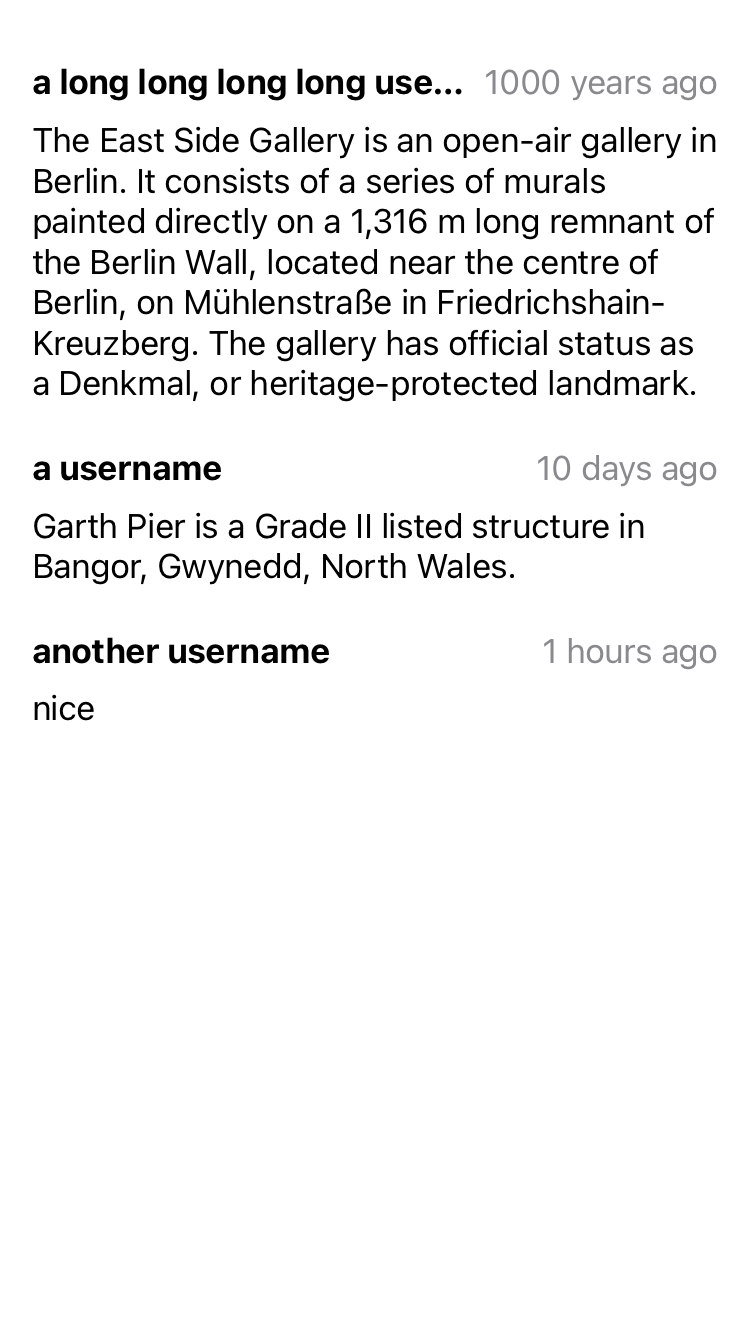 a long long long long use... 1000 years ago
The East Side Gallery is an open-air gallery in
Berlin. It consists of a series of murals
painted directly on a 1,316 m long remnant of
the Berlin Wall, located near the centre of
Berlin, on Mühlenstraße in Friedrichshain-
Kreuzberg. The gallery has official status as
a Denkmal, or heritage-protected landmark.
a username 10 days ago
Garth Pier is a Grade II listed structure in
Bangor, Gwynedd, North Wales.
another username 1 hours ago
nice